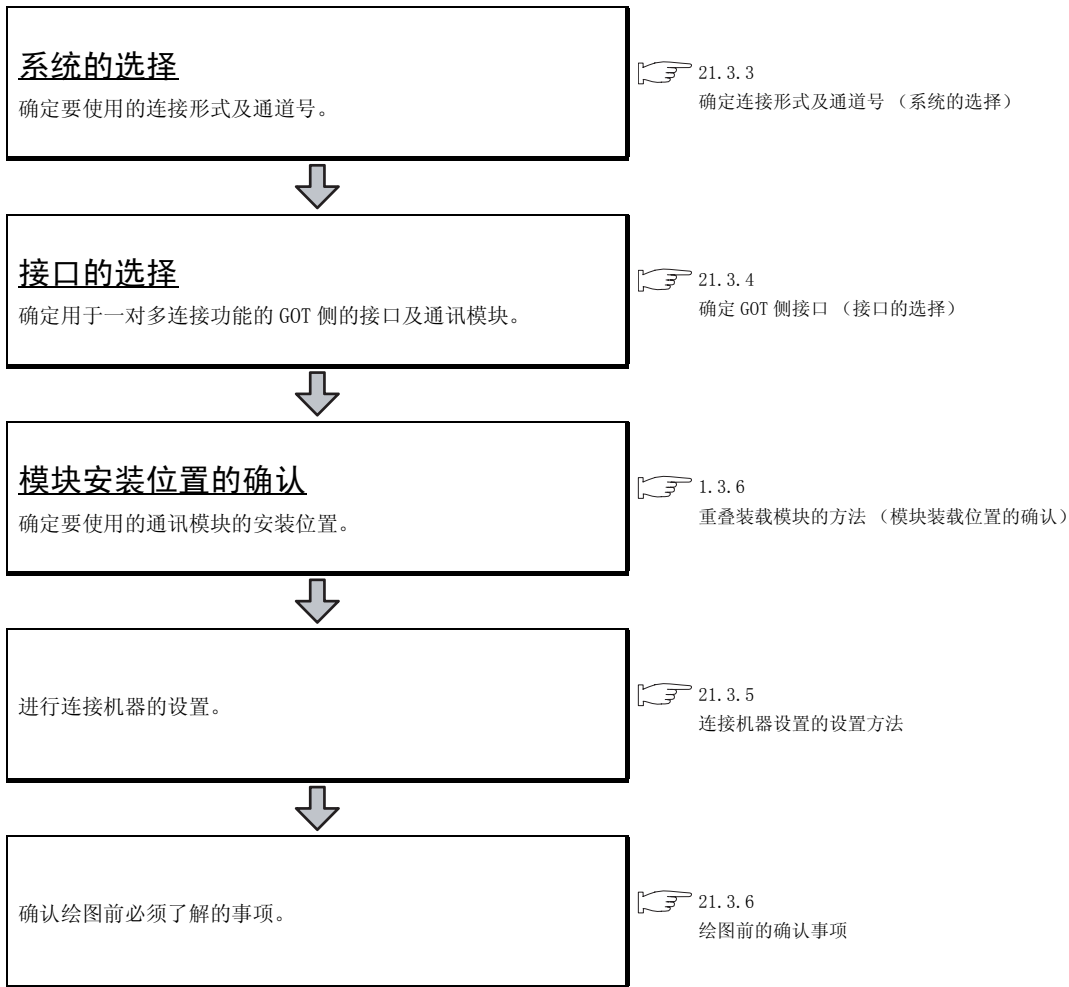 系统的选择
确定要使用的连接形式及通道号。
21.3.3
确定连接形式及通道号 （系统的选择）
接口的选择
确定用于一对多连接功能的 GOT 侧的接口及通讯模块。
21.3.4
确定 GOT 侧接口 （接口的选择）
模块安装位置的确认
确定要使用的通讯模块的安装位置。
1.3.6
重叠装载模块的方法 （模块装载位置的确认）
进行连接机器的设置。
21.3.5
连接机器设置的设置方法
确认绘图前必须了解的事项。
21.3.6
绘图前的确认事项